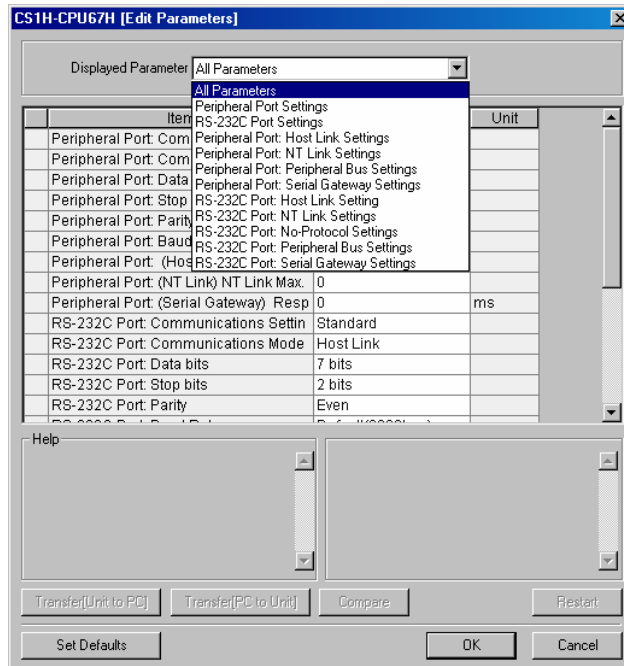 CS1H-CPU67H [Edit Parameters]
Displayed Parameter All Parameters
All Parameters
Peripheral Port Settings
RS-232C Port Settings
Peripheral Port: Host Link Settings
Peripheral Port: NT Link Settings
Peripheral Port: Peripheral Bus Settings
Peripheral Port: Serial Gateway Settings
RS-232C Port: Host Link Setting
RS-232C Port: NT Link Settings
RS-232C Port: No-Protocol Settings
RS-232C Port: Peripheral Bus Settings
RS-232C Port: Serial Gateway Settings
Item Unit
Peripheral Port: Com
Peripheral Port: Com
Peripheral Port: Data
Peripheral Port: Stop
Peripheral Port: Parity
Peripheral Port: Baud
Peripheral Port: (Hos
Peripheral Port: (NT Link) NT Link Max. 0
Peripheral Port: (Serial Gateway) Resp 0 ms
RS-232C Port: Communications Settin Standard
RS-232C Port: Communications Mode Host Link
RS-232C Port: Data bits 7 bits
RS-232C Port: Stop bits 2 bits
RS-232C Port: Parity Even
Help
Transfer[Unit to PC] Transfer[PC to Unit] Compare Restart
Set Defaults OK Cancel